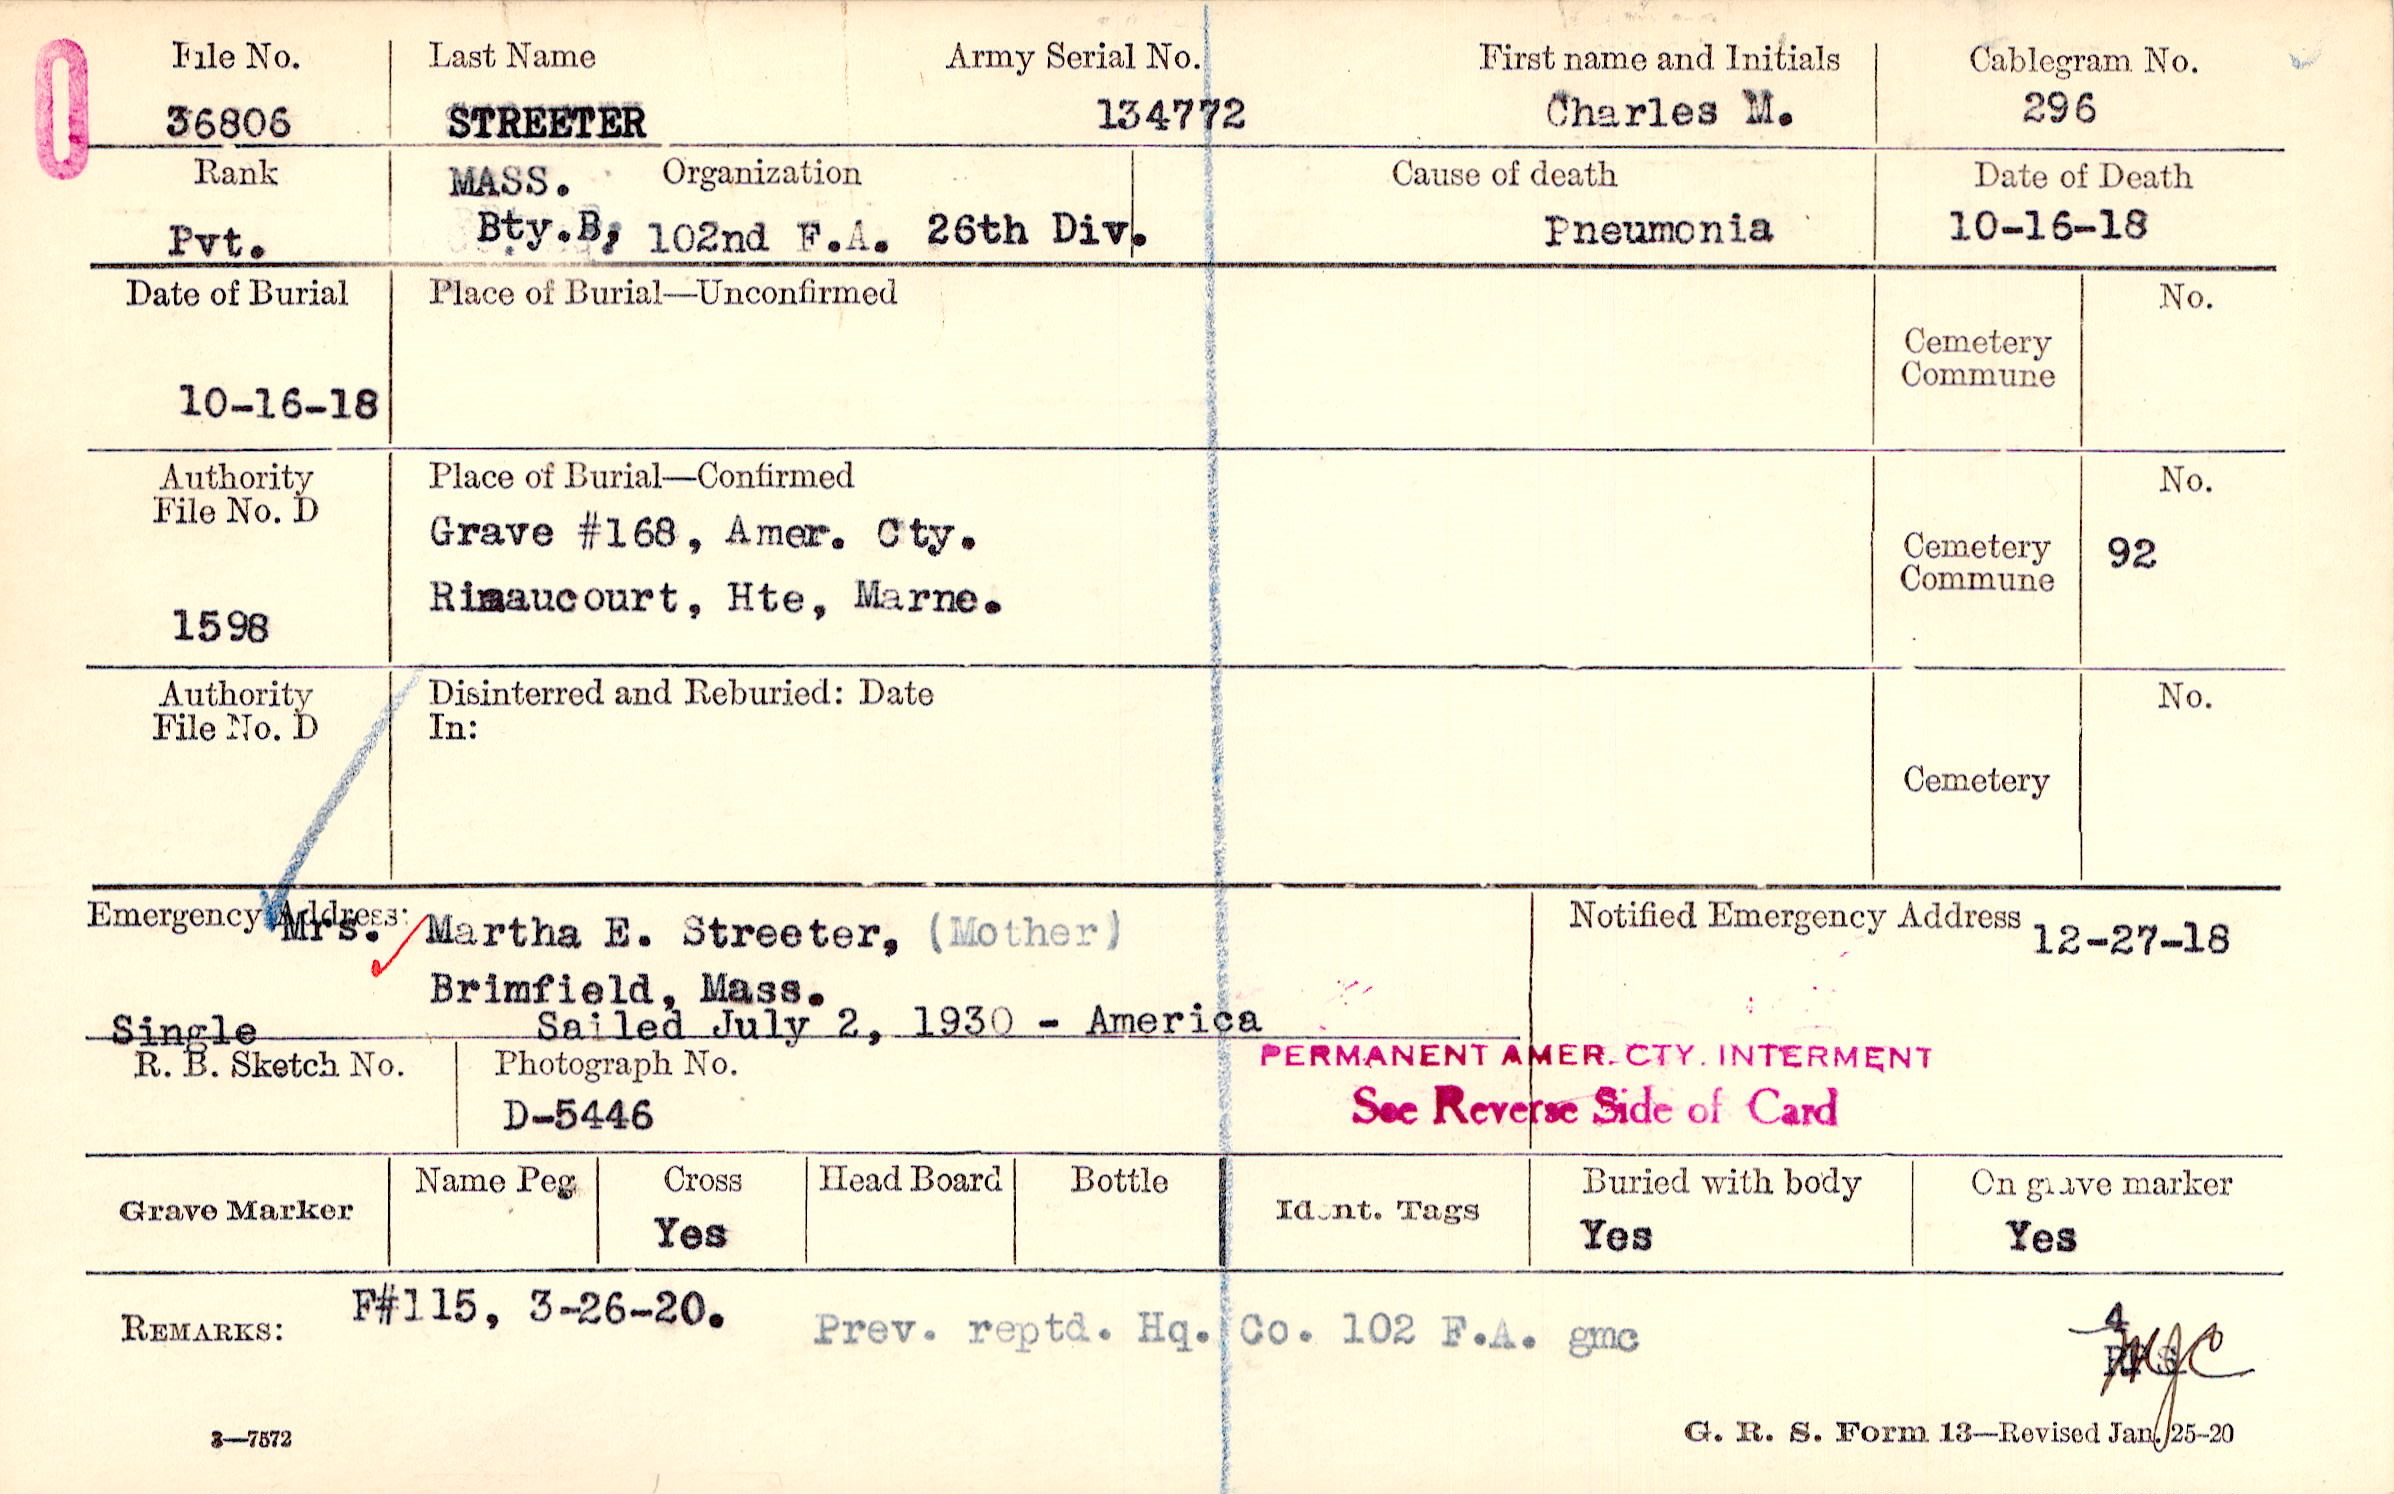 File No. Last Name Army Serial No. First name and Initials Cablegram No.
36806 STREETER 134772 Charles M. 296
Rank MASS. Organization Cause of death Date of Death
Pvt. Bty.B, 102nd F.A. 26th Div. Pneumonia 10-16-18
Date of Burial Place of Burial—Unconfirmed No.
Cemetery
Commune
10-16-18
Authority Place of Burial—Confirmed No.
File No. D
Grave #168, Amer. Cty.
Cemetery 92
Commune
Rimaucourt, Hte, Marne.
1598
Authority Disinterred and Reburied: Date No.
File No. D In:
Cemetery
Emergency Address: Notified Emergency Address
Mrs. Martha E. Streeter, (Mother) 12-27-18
Brimfield, Mass.
Single Sailed July 2, 1930 - America
R. B. Sketch No. Photograph No. PERMANENT AMER. CTY. INTERMENT
D-5446 See Reverse Side of Card
Grave Marker Name Peg Cross Head Board Bottle Ident. Tags Buried with body On grave marker
Yes Yes Yes
REMARKS: F#115, 3-26-20. Prev. reptd. Hq. Co. 102 F.A. gmc
4
MJC
3—7572 G. R. S. Form 13—Revised Jan. 25-20